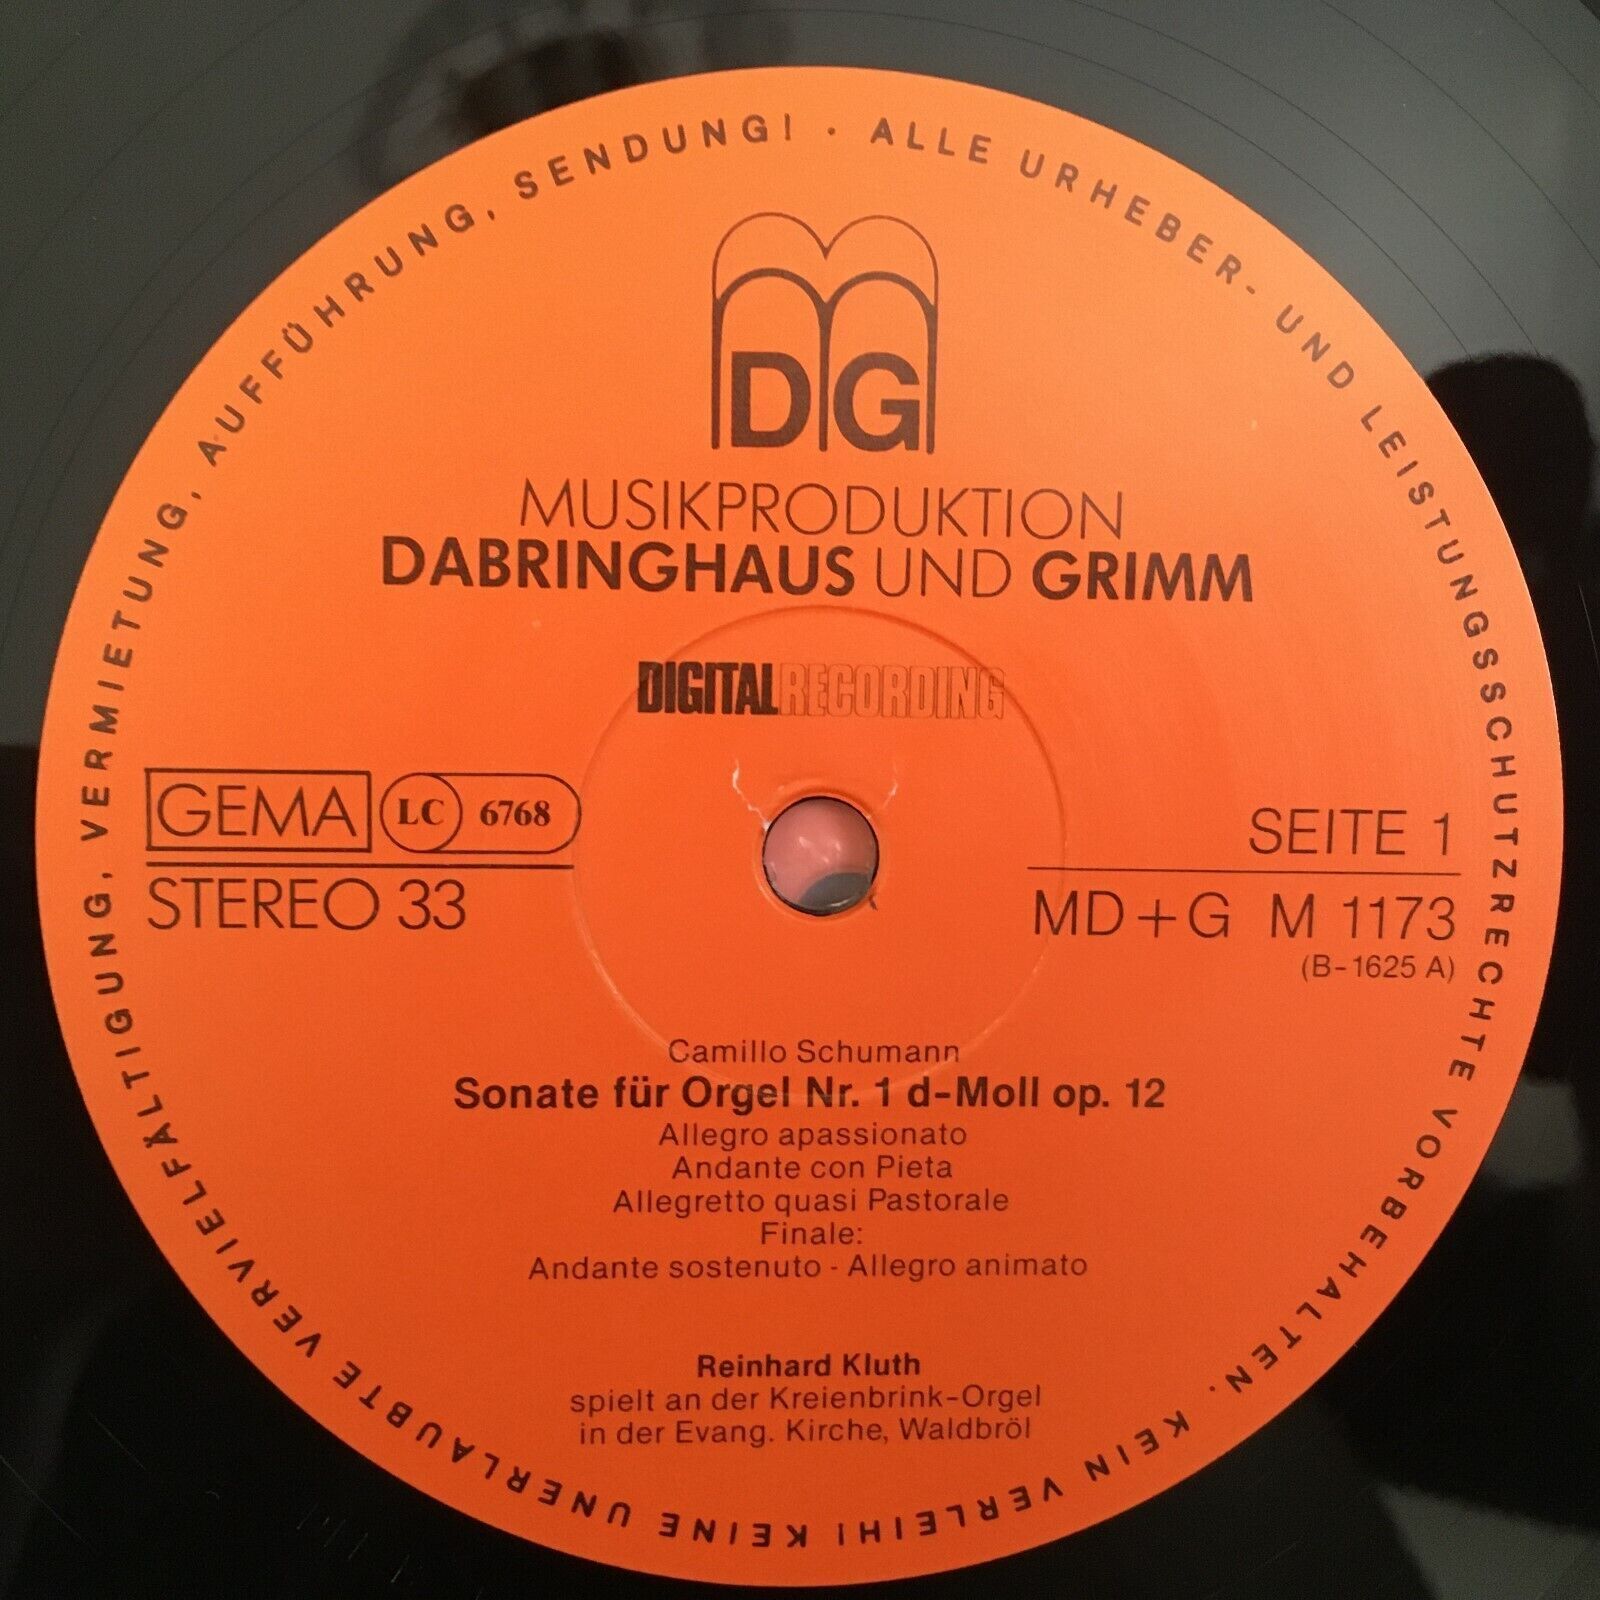 ALLE URHEBER- UND LEISTUNGSSCHUTZRECHTE VORBEHALTEN. KEIN VERLEIH! KEINE UNERLAUBTE VERVIELFÄLTIGUNG, VERMIETUNG, AUFFÜHRUNG, SENDUNG! ·
DG
MUSIKPRODUKTION
DABRINGHAUS UND GRIMM
DIGITAL RECORDING
GEMA LC 6768
STEREO 33
SEITE 1
MD+G M 1173
(B-1625 A)
Camillo Schumann
Sonate für Orgel Nr. 1 d-Moll op. 12
Allegro apassionato
Andante con Pieta
Allegretto quasi Pastorale
Finale:
Andante sostenuto - Allegro animato
Reinhard Kluth
spielt an der Kreienbrink-Orgel
in der Evang. Kirche, Waldbröl